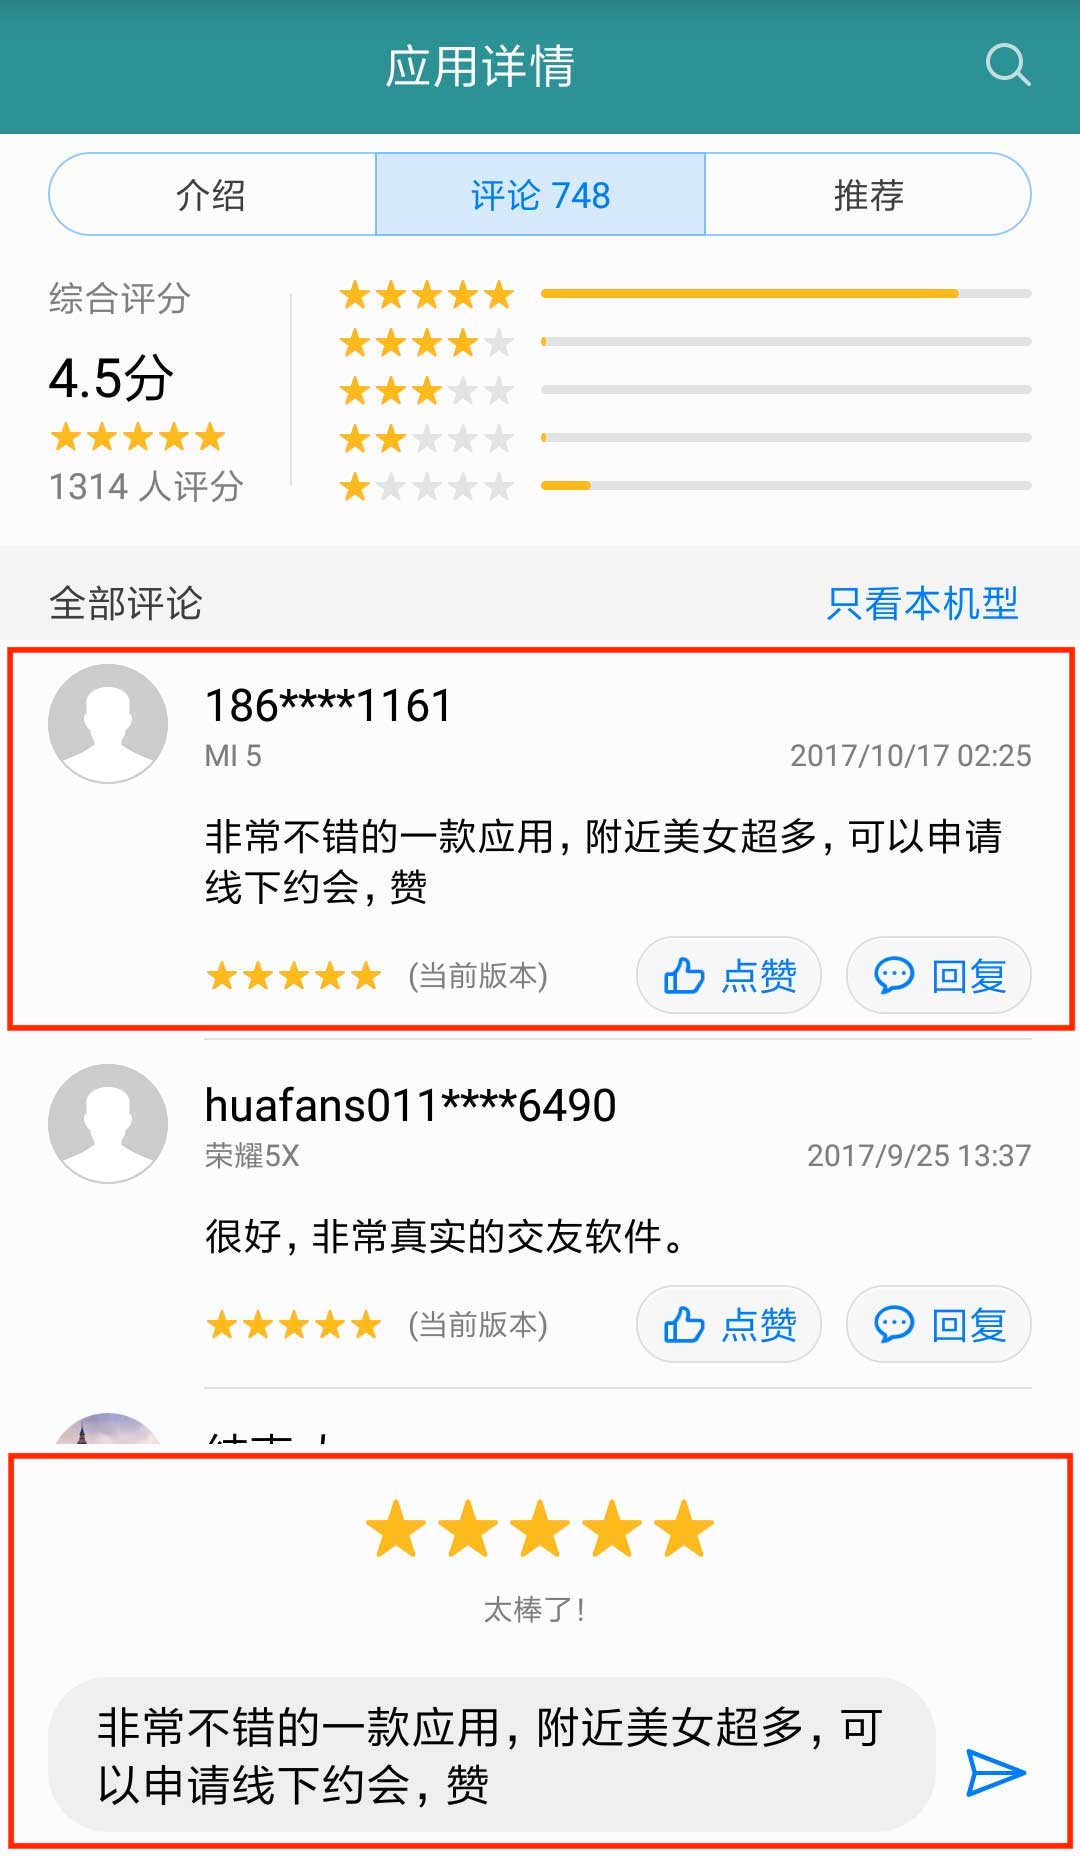 应用详情
介绍
评论 748
推荐
综合评分
4.5分
1314 人评分
全部评论
只看本机型
186****1161
MI 5
2017/10/17 02:25
非常不错的一款应用，附近美女超多，可以申请
线下约会，赞
(当前版本)
点赞
回复
huafans011****6490
荣耀5X
2017/9/25 13:37
很好，非常真实的交友软件。
(当前版本)
点赞
回复
太棒了！
非常不错的一款应用，附近美女超多，可
以申请线下约会，赞